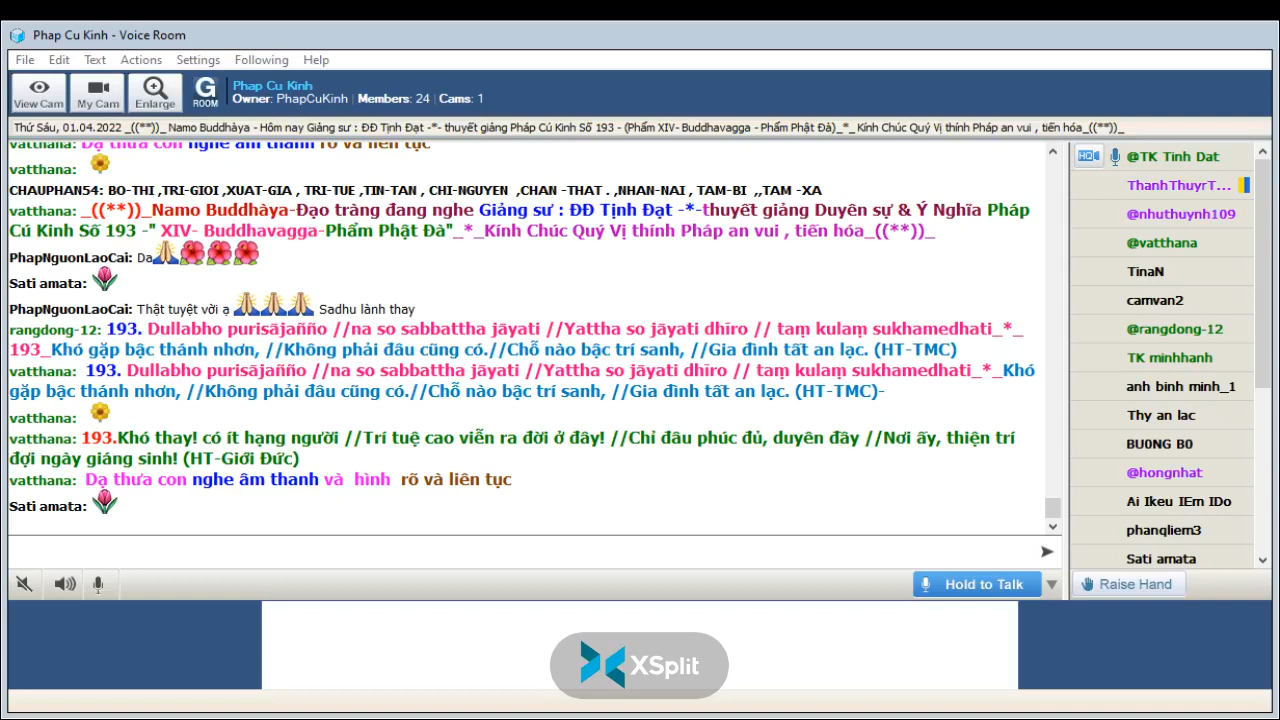 Phap Cu Kinh - Voice Room
File Edit Text Actions Settings Following Help
View Cam My Cam Enlarge G ROOM
Phap Cu Kinh
Owner: PhapCuKinh | Members: 24 | Cams: 1
Thứ Sáu, 01.04.2022 _((**))_ Namo Buddhàya - Hôm nay Giảng sư : ĐĐ Tịnh Đạt -*- thuyết giảng Pháp Cú Kinh Số 193 - (Phẩm XIV- Buddhavagga - Phẩm Phật Đà)_*_ Kính Chúc Quý Vị thính Pháp an vui , tiến hóa_((**))_
vatthana: Dạ thưa con nghe âm thanh rõ và liên tục
vatthana:
CHAUPHAN54: BO-THI ,TRI-GIOI ,XUAT-GIA , TRI-TUE ,TIN-TAN , CHI-NGUYEN ,CHAN -THAT . ,NHAN-NAI , TAM-BI ,,TAM -XA
vatthana: _((**))_Namo Buddhàya-Đạo tràng đang nghe Giảng sư : ĐĐ Tịnh Đạt -*-thuyết giảng Duyên sự & Ý Nghĩa Pháp
Cú Kinh Số 193 -" XIV- Buddhavagga-Phẩm Phật Đà"_*_Kính Chúc Quý Vị thính Pháp an vui , tiến hóa_((**))_
PhapNguonLaoCai: Da
Sati amata:
PhapNguonLaoCai: Thật tuyệt vời ạ Sadhu lành thay
rangdong-12: 193. Dullabho purisājañño //na so sabbattha jāyati //Yattha so jāyati dhīro // taṃ kulaṃ sukhamedhati_*_
193_Khó gặp bậc thánh nhơn, //Không phải đâu cũng có.//Chỗ nào bậc trí sanh, //Gia đình tất an lạc. (HT-TMC)
vatthana: 193. Dullabho purisājañño //na so sabbattha jāyati //Yattha so jāyati dhīro // taṃ kulaṃ sukhamedhati_*_Khó
gặp bậc thánh nhơn, //Không phải đâu cũng có.//Chỗ nào bậc trí sanh, //Gia đình tất an lạc. (HT-TMC)-
vatthana:
vatthana: 193.Khó thay! có ít hạng người //Trí tuệ cao viễn ra đời ở đây! //Chỉ đâu phúc đủ, duyên đầy //Nơi ấy, thiện trí
đợi ngày giáng sinh! (HT-Giới Đức)
vatthana: Dạ thưa con nghe âm thanh và hình rõ và liên tục
Sati amata:
HQ @TK Tinh Dat
ThanhThuyrT...
@nhuthuynh109
@vatthana
TinaN
camvan2
@rangdong-12
TK minhhanh
anh binh minh_1
Thy an lac
BU0NG B0
@hongnhat
Ai Ikeu IEm IDo
phanqliem3
Sati amata
Hold to Talk
Raise Hand
XSplit